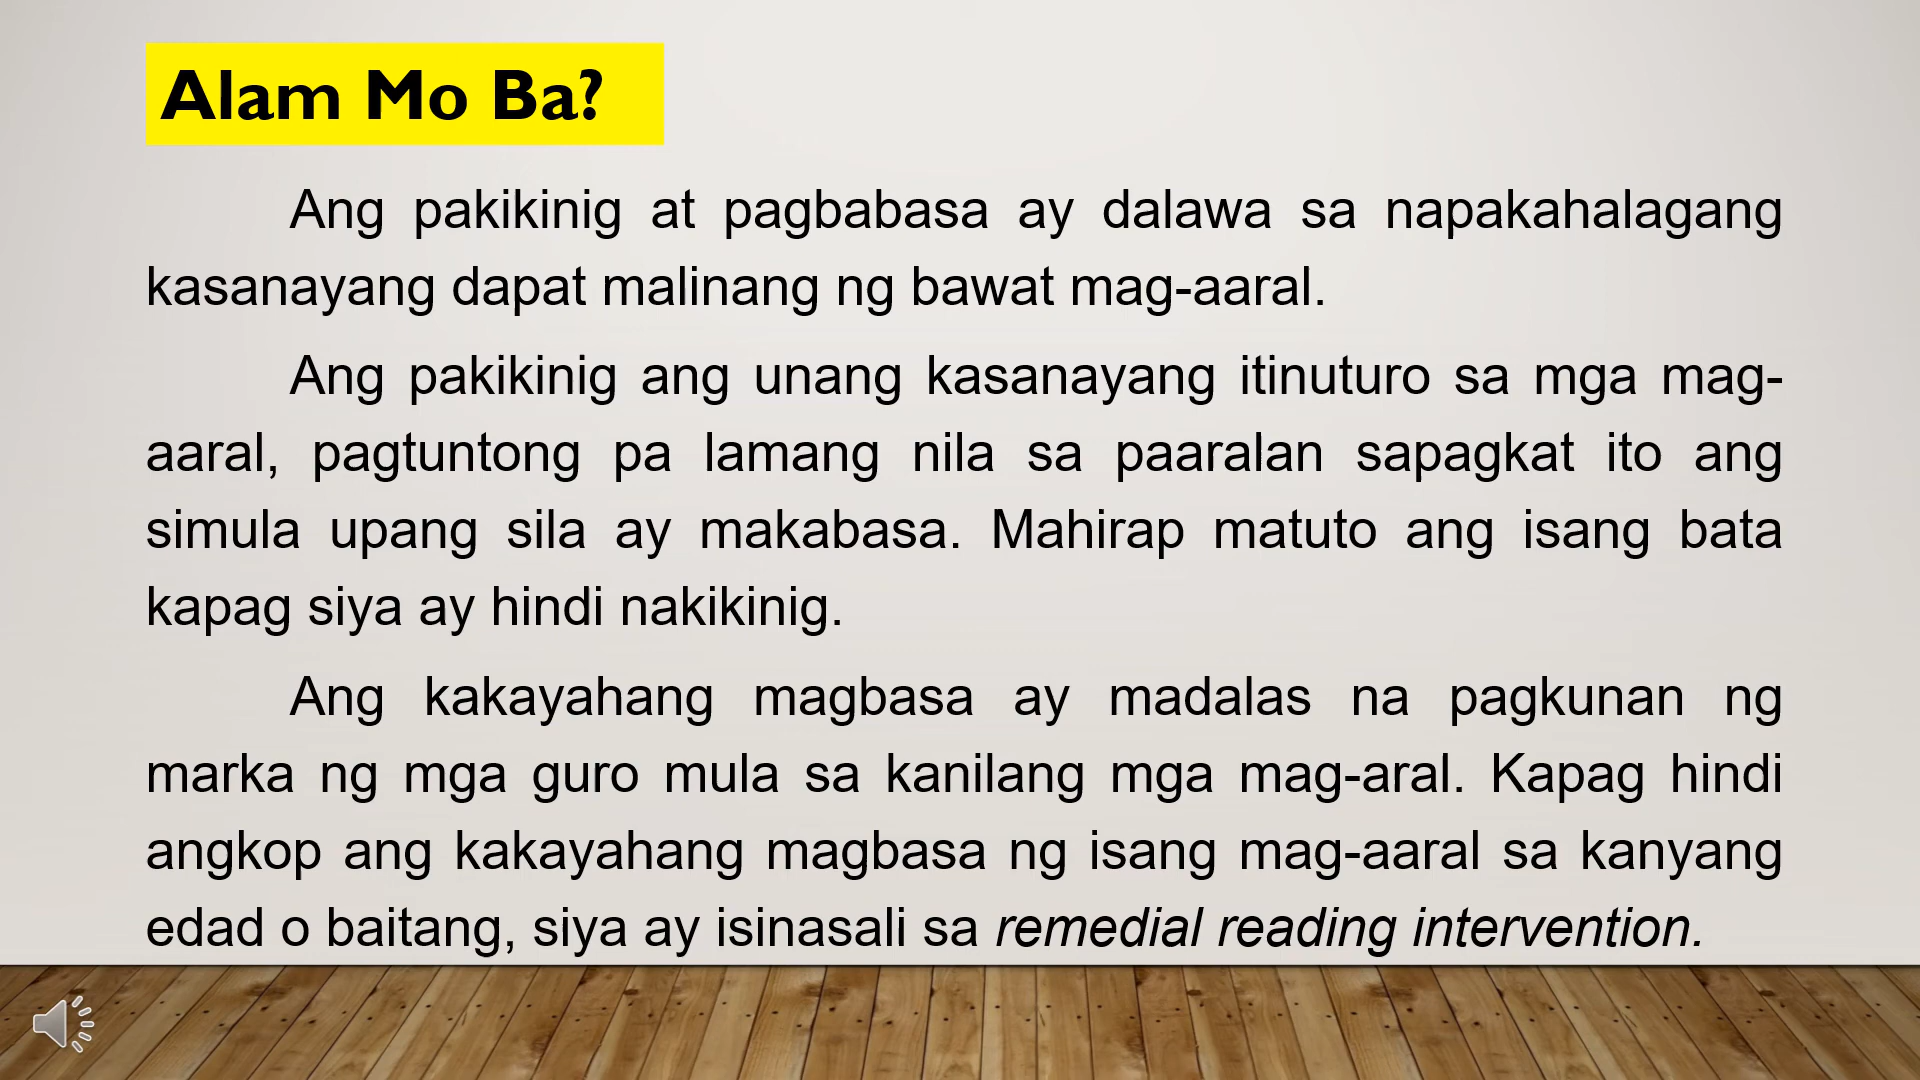 Alam Mo Ba?
Ang pakikinig at pagbabasa ay dalawa sa napakahalagang
kasanayang dapat malinang ng bawat mag-aaral.
Ang pakikinig ang unang kasanayang itinuturo sa mga mag-
aaral, pagtuntong pa lamang nila sa paaralan sapagkat ito ang
simula upang sila ay makabasa. Mahirap matuto ang isang bata
kapag siya ay hindi nakikinig.
Ang kakayahang magbasa ay madalas na pagkunan ng
marka ng mga guro mula sa kanilang mga mag-aral. Kapag hindi
angkop ang kakayahang magbasa ng isang mag-aaral sa kanyang
edad o baitang, siya ay isinasali sa remedial reading intervention.